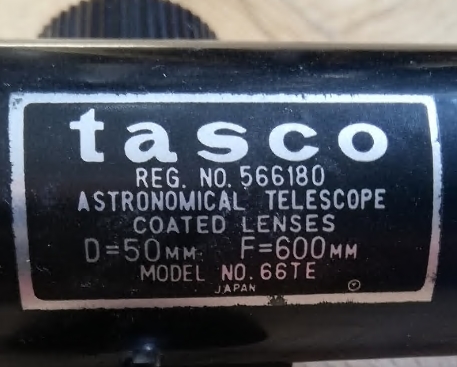 tasco
REG. NO. 566180
ASTRONOMICAL TELESCOPE
COATED LENSES
D=50MM F=600MM
MODEL NO. 66TE
JAPAN